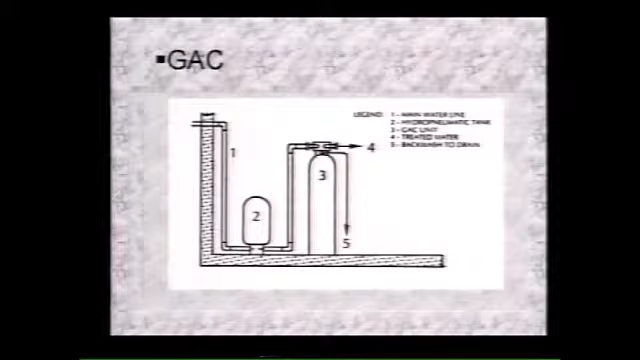 ▪GAC
LEGEND: 1 - MAIN WATER LINE
2 - HYDROPNEUMATIC TANK
3 - GAC UNIT
4 - TREATED WATER
5 - BACKWASH TO DRAIN
1
2
3
4
5